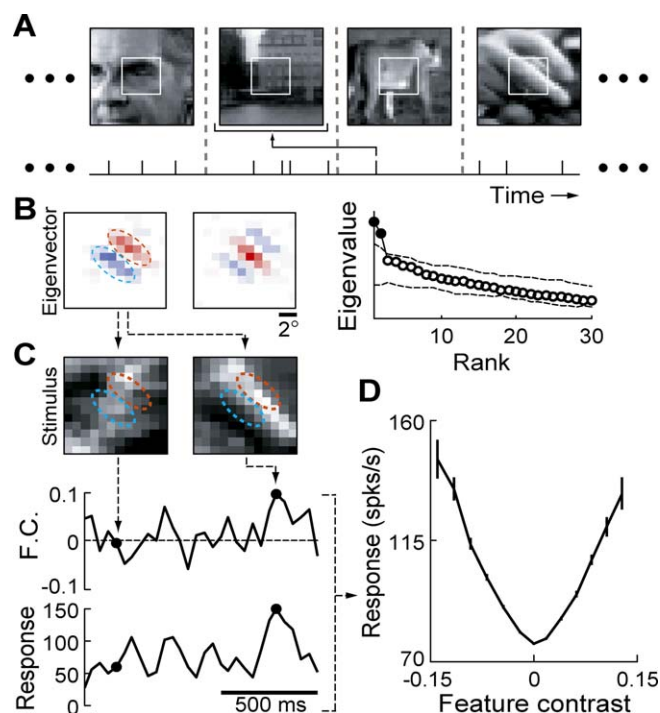 A
Time
B
Eigenvector
2°
Eigenvalue
10
20
30
Rank
C
Stimulus
0.1
0
-0.1
F.C.
150
100
50
0
Response
500 ms
D
160
115
70
Response (spks/s)
-0.15
0
0.15
Feature contrast